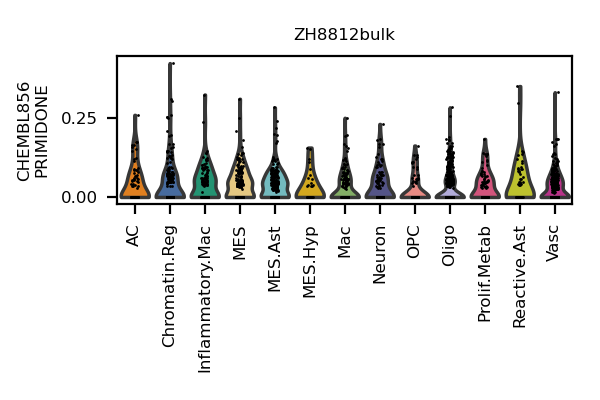 ZH8812bulk
CHEMBL856
PRIMIDONE
0.25
0.00
AC
Chromatin.Reg
Inflammatory.Mac
MES
MES.Ast
MES.Hyp
Mac
Neuron
OPC
Oligo
Prolif.Metab
Reactive.Ast
Vasc